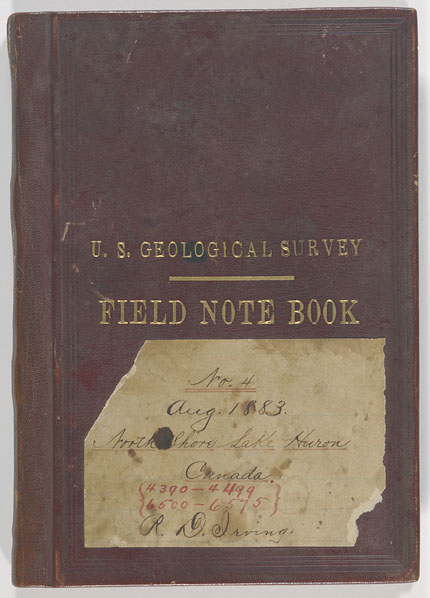 U. S. GEOLOGICAL SURVEY
FIELD NOTE BOOK
No. 4
Aug. 1883.
North Shore Lake Huron
Canada.
{4390-4499}
{6500-6575}
R. D. Irving.